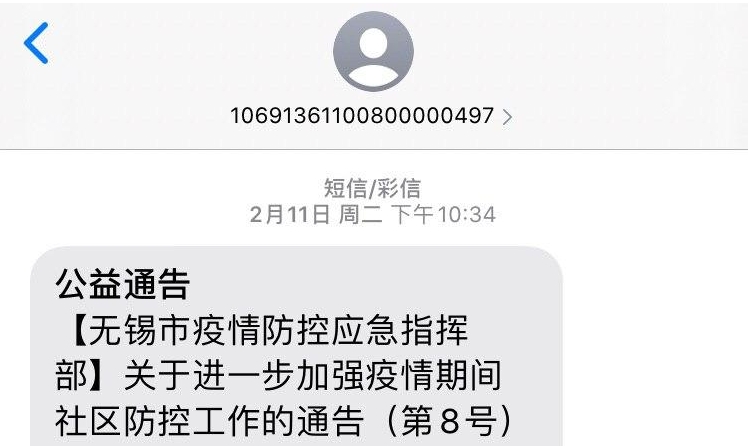 10691361100800000497
短信/彩信
2月11日 周二 下午10:34
公益通告
【无锡市疫情防控应急指挥
部】关于进一步加强疫情期间
社区防控工作的通告（第8号）